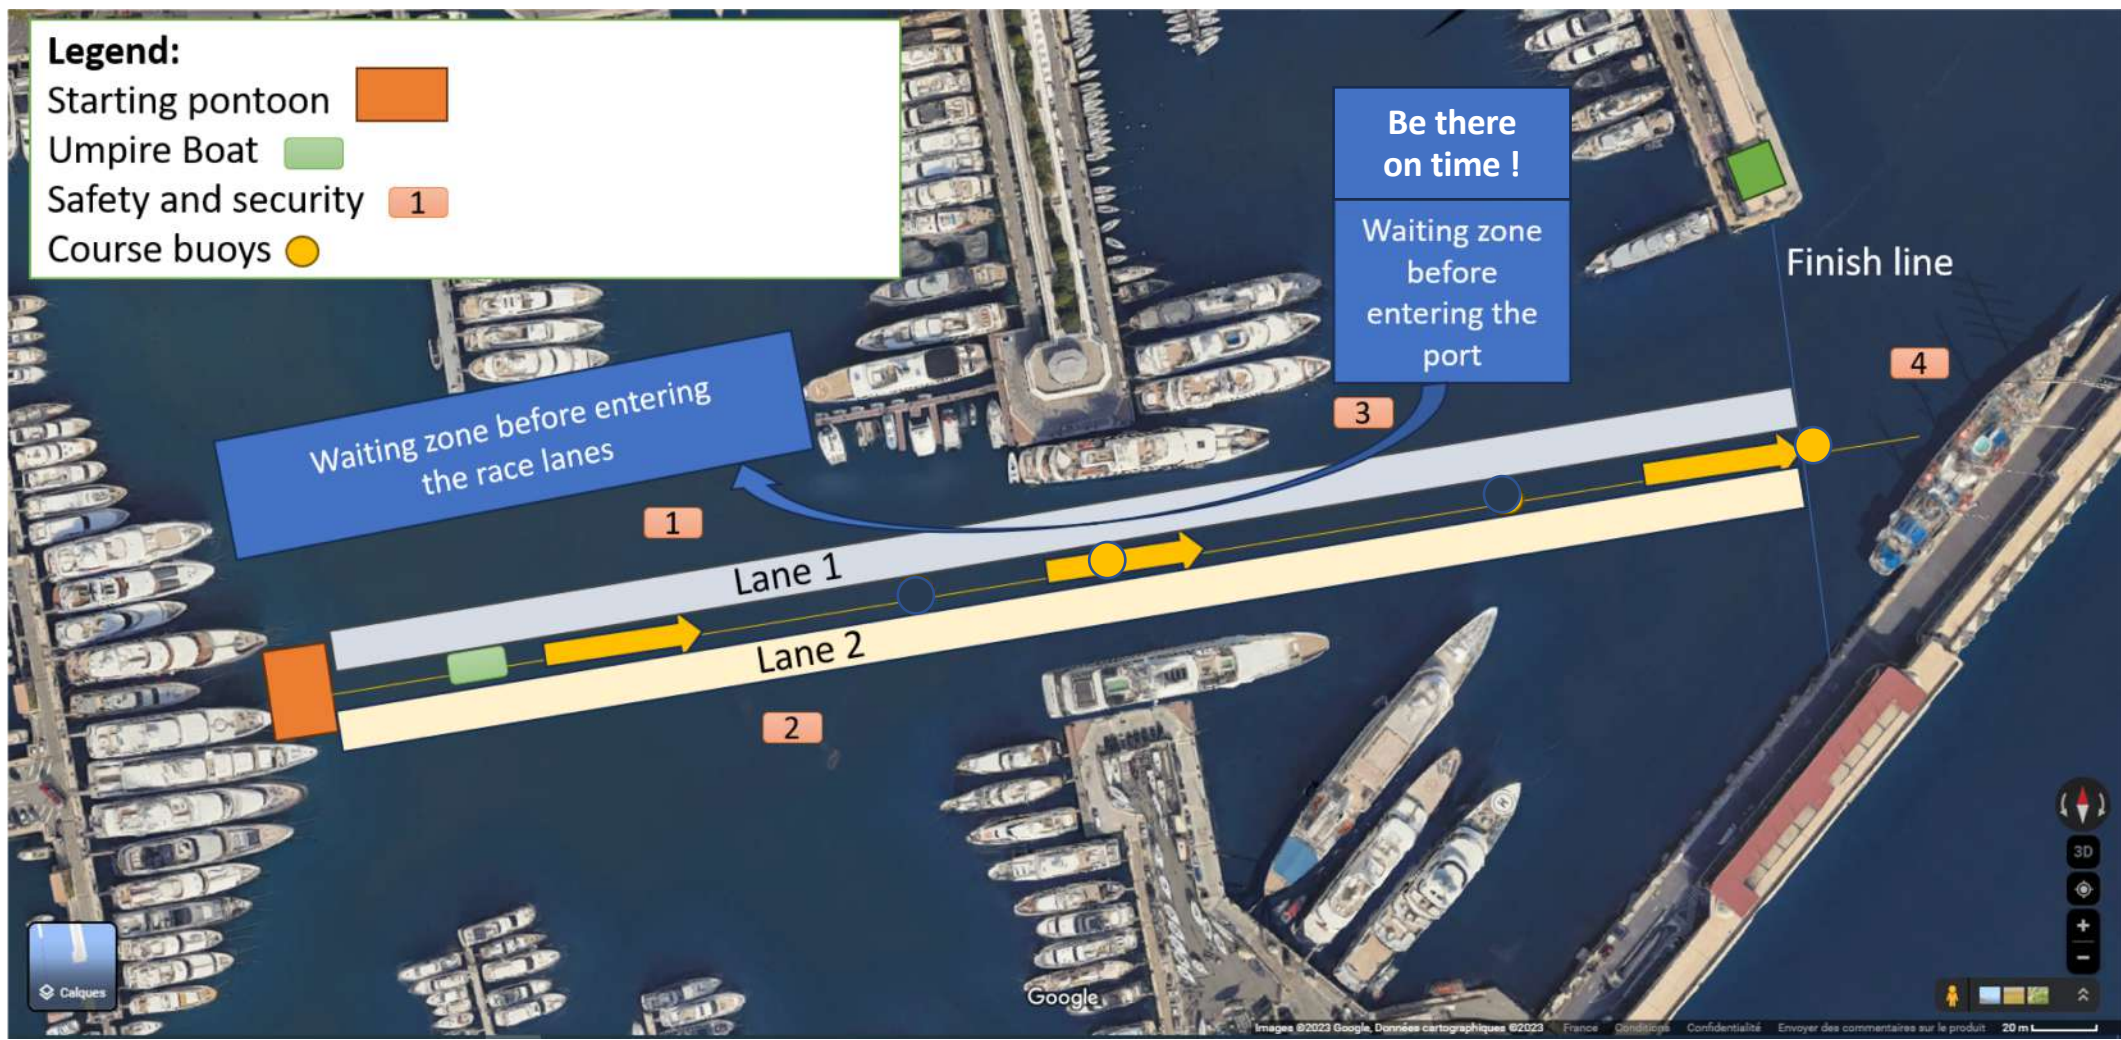 Legend:
Starting pontoon
Umpire Boat
Safety and security 1
Course buoys
Be there
on time !
Waiting zone
before
entering the
port
Finish line
4
3
Waiting zone before entering
the race lanes
1
Lane 1
Lane 2
2
3D
Calques
Google
Images ©2023 Google, Données cartographiques ©2023 France Conditions Confidentialité Envoyer des commentaires sur le produit 20 m